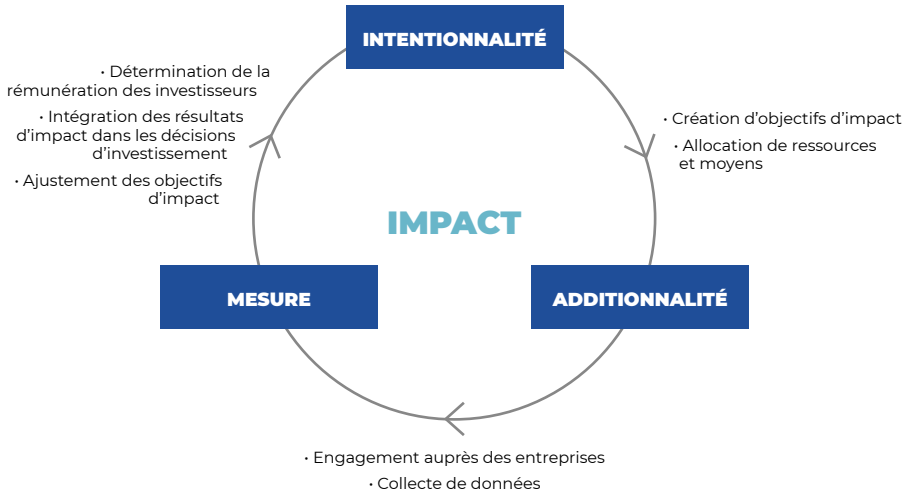 INTENTIONNALITÉ
• Détermination de la
rémunération des investisseurs
• Intégration des résultats
d'impact dans les décisions
d'investissement
• Ajustement des objectifs
d'impact
• Création d'objectifs d'impact
• Allocation de ressources
et moyens
IMPACT
MESURE
ADDITIONNALITÉ
• Engagement auprès des entreprises
• Collecte de données